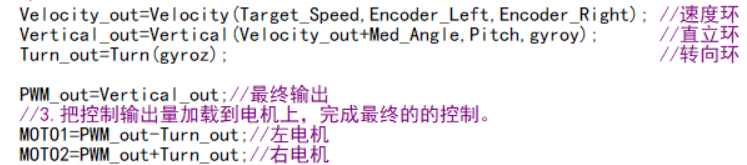 Velocity_out=Velocity(Target_Speed,Encoder_Left,Encoder_Right); //速度环
Vertical_out=Vertical(Velocity_out+Med_Angle,Pitch,gyroy); //直立环
Turn_out=Turn(gyroz); //转向环
PWM_out=Vertical_out;//最终输出
//3.把控制输出量加载到电机上，完成最终的的控制。
MOTO1=PWM_out-Turn_out;//左电机
MOTO2=PWM_out+Turn_out;//右电机